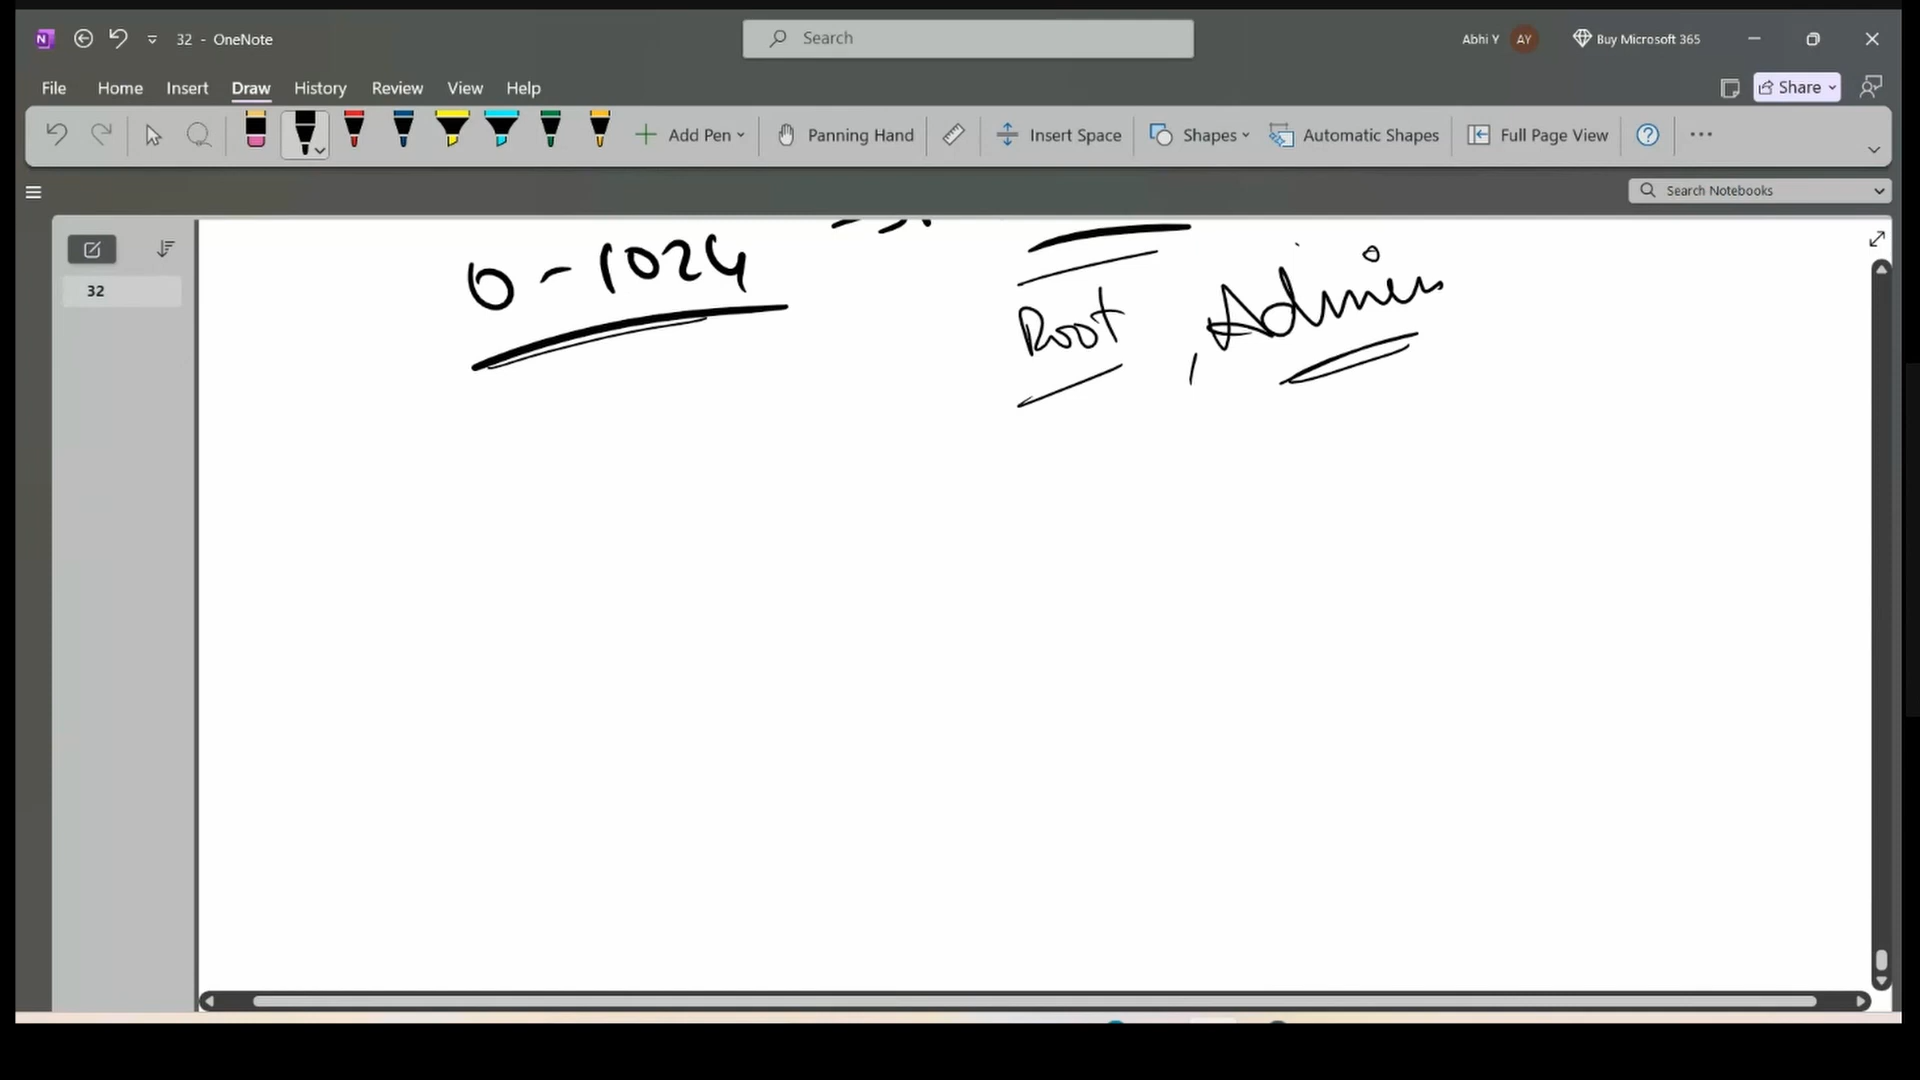 32 - OneNote
Search
Abhi Y
AY
Buy Microsoft 365
File Home Insert Draw History Review View Help
Share
Add Pen
Panning Hand
Insert Space
Shapes
Automatic Shapes
Full Page View
Search Notebooks
32
0-1024
Root, Admin